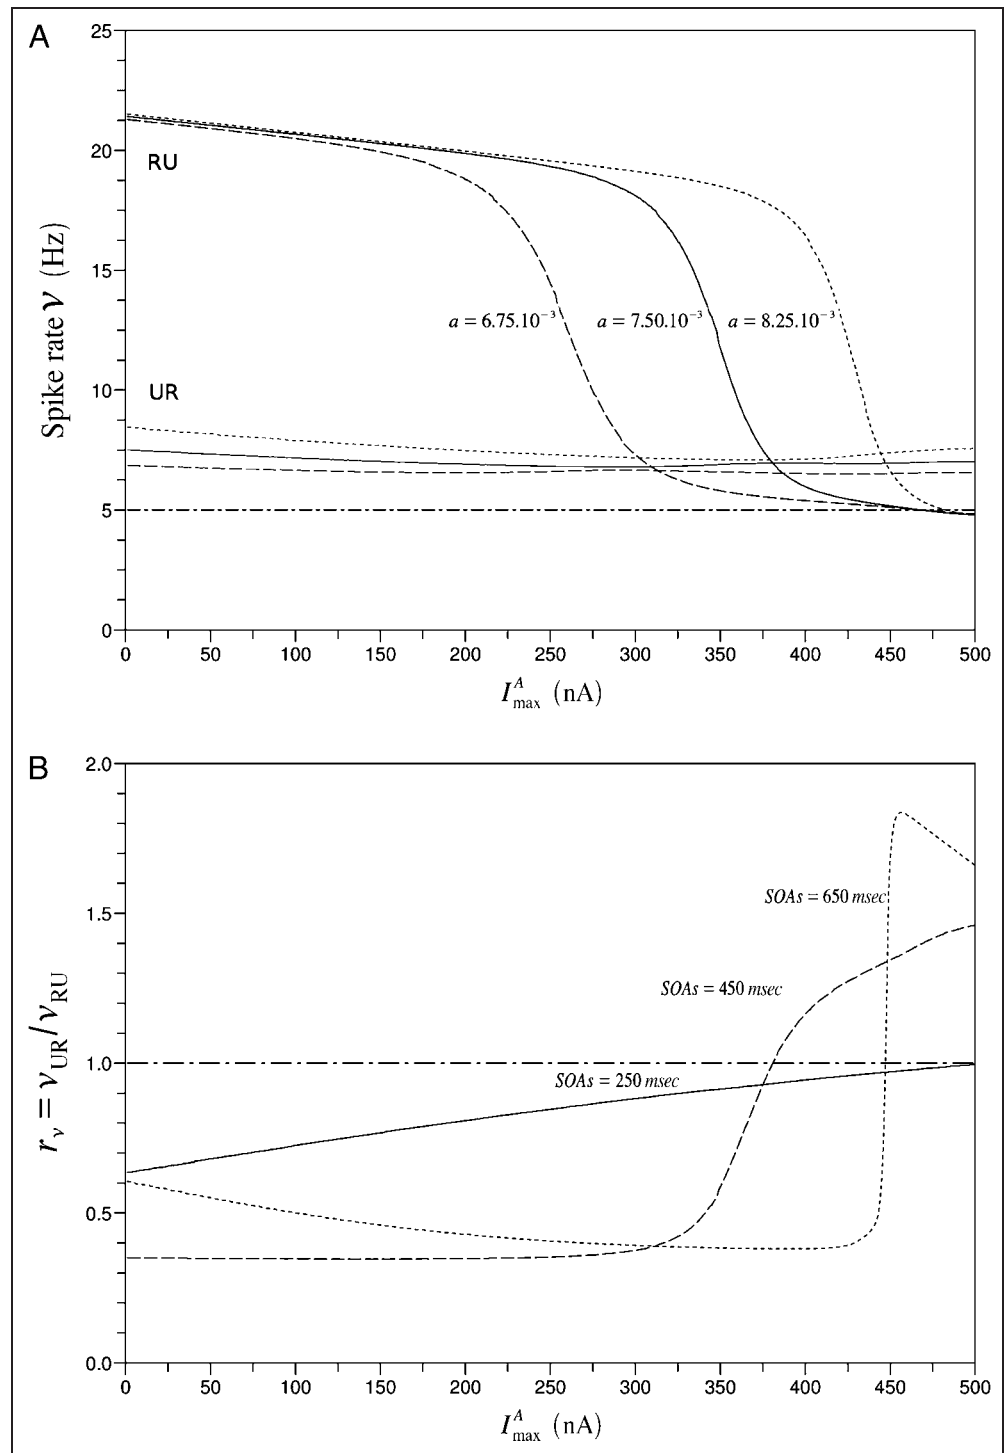 A
25
20
15
10
5
0
Spike rate ν (Hz)
RU
UR
a = 6.75.10⁻³
a = 7.50.10⁻³
a = 8.25.10⁻³
0 50 100 150 200 250 300 350 400 450 500
I^A_max (nA)
B
2.0
1.5
1.0
0.5
0.0
r_ν = ν_UR/ν_RU
SOAs = 650 msec
SOAs = 450 msec
SOAs = 250 msec
0 50 100 150 200 250 300 350 400 450 500
I^A_max (nA)